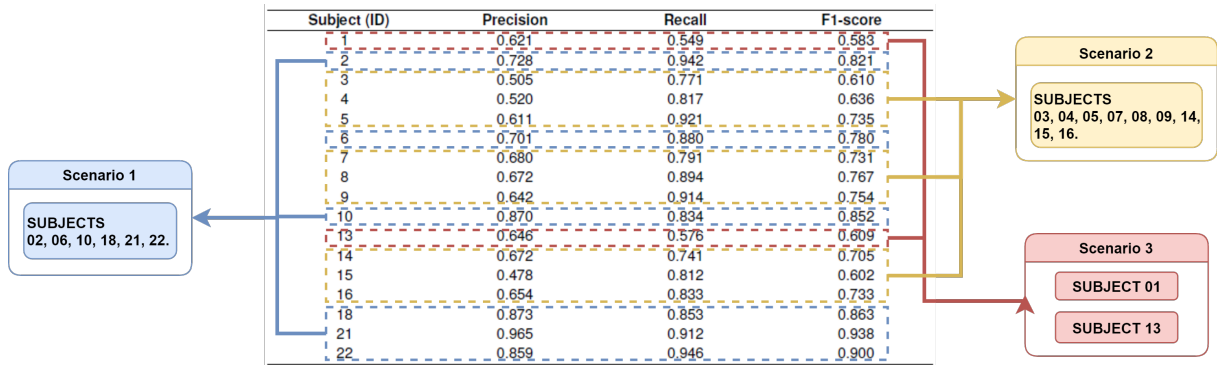 Subject (ID) Precision Recall F1-score
1 0.621 0.549 0.583
2 0.728 0.942 0.821
3 0.505 0.771 0.610
4 0.520 0.817 0.636
5 0.611 0.921 0.735
6 0.701 0.880 0.780
7 0.680 0.791 0.731
8 0.672 0.894 0.767
9 0.642 0.914 0.754
10 0.870 0.834 0.852
13 0.646 0.576 0.609
14 0.672 0.741 0.705
15 0.478 0.812 0.602
16 0.654 0.833 0.733
18 0.873 0.853 0.863
21 0.965 0.912 0.938
22 0.859 0.946 0.900
Scenario 1
SUBJECTS
02, 06, 10, 18, 21, 22.
Scenario 2
SUBJECTS
03, 04, 05, 07, 08, 09, 14,
15, 16.
Scenario 3
SUBJECT 01
SUBJECT 13